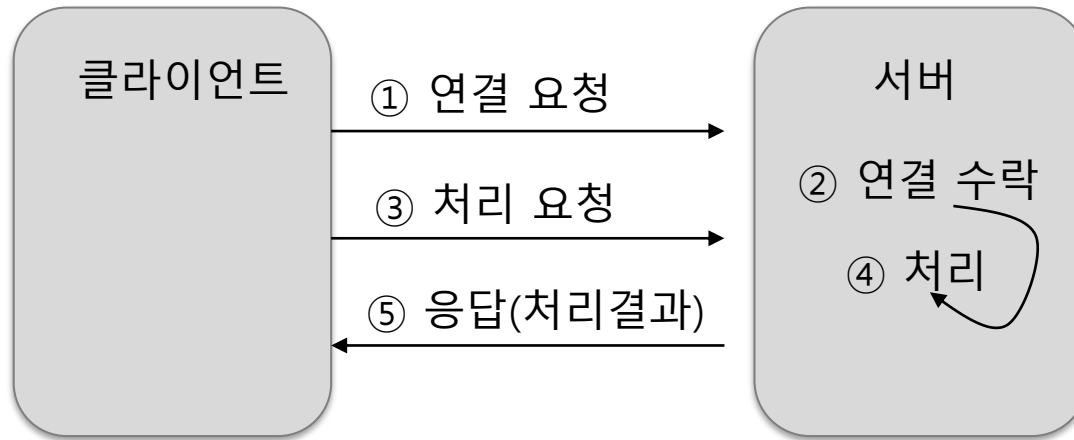 클라이언트
서버
① 연결 요청
② 연결 수락
③ 처리 요청
④ 처리
⑤ 응답(처리결과)